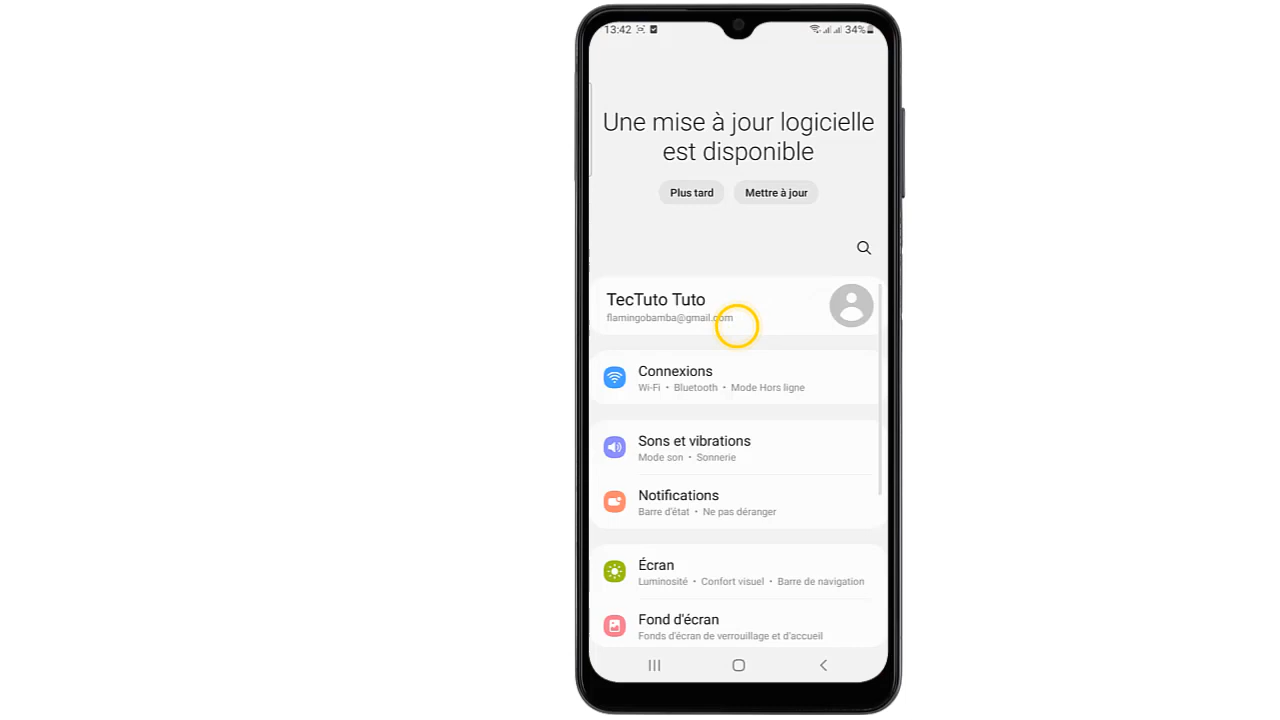 13:42
34%
Une mise à jour logicielle
est disponible
Plus tard Mettre à jour
TecTuto Tuto
flamingobamba@gmail.com
Connexions
Wi-Fi • Bluetooth • Mode Hors ligne
Sons et vibrations
Mode son • Sonnerie
Notifications
Barre d'état • Ne pas déranger
Écran
Luminosité • Confort visuel • Barre de navigation
Fond d'écran
Fonds d'écran de verrouillage et d'accueil